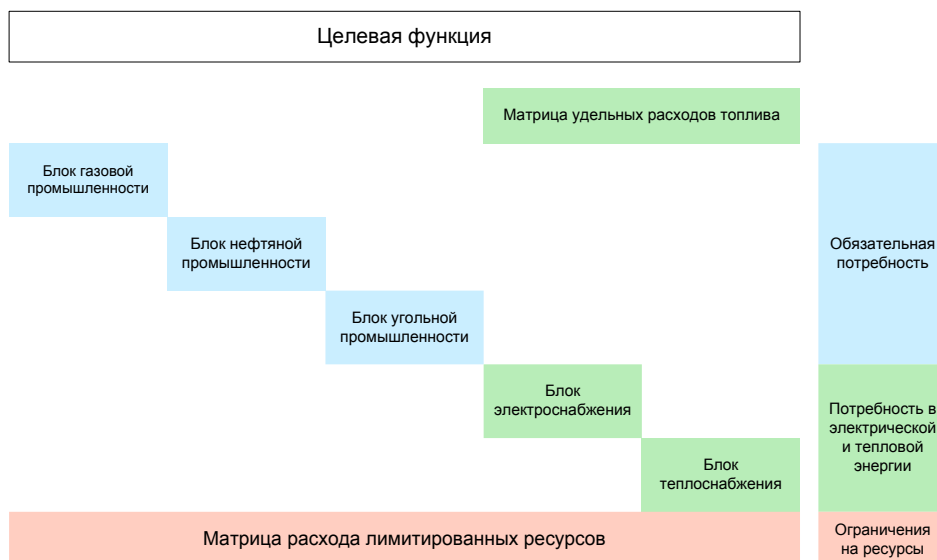 Целевая функция
Матрица удельных расходов топлива
Блок газовой
промышленности
Блок нефтяной
промышленности
Обязательная
потребность
Блок угольной
промышленности
Блок
электроснабжения
Потребность в
электрической
и тепловой
энергии
Блок
теплоснабжения
Матрица расхода лимитированных ресурсов
Ограничения
на ресурсы